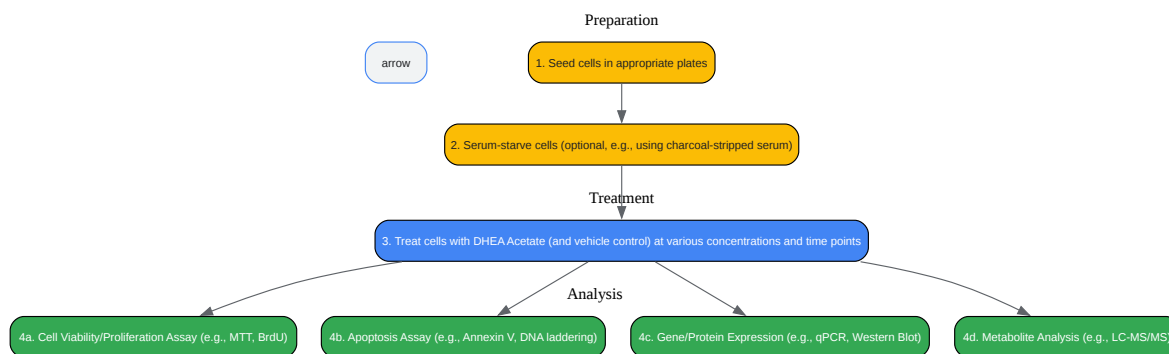 Preparation
arrow
1. Seed cells in appropriate plates
2. Serum-starve cells (optional, e.g., using charcoal-stripped serum)
Treatment
3. Treat cells with DHEA Acetate (and vehicle control) at various concentrations and time points
Analysis
4a. Cell Viability/Proliferation Assay (e.g., MTT, BrdU)
4b. Apoptosis Assay (e.g., Annexin V, DNA laddering)
4c. Gene/Protein Expression (e.g., qPCR, Western Blot)
4d. Metabolite Analysis (e.g., LC-MS/MS)